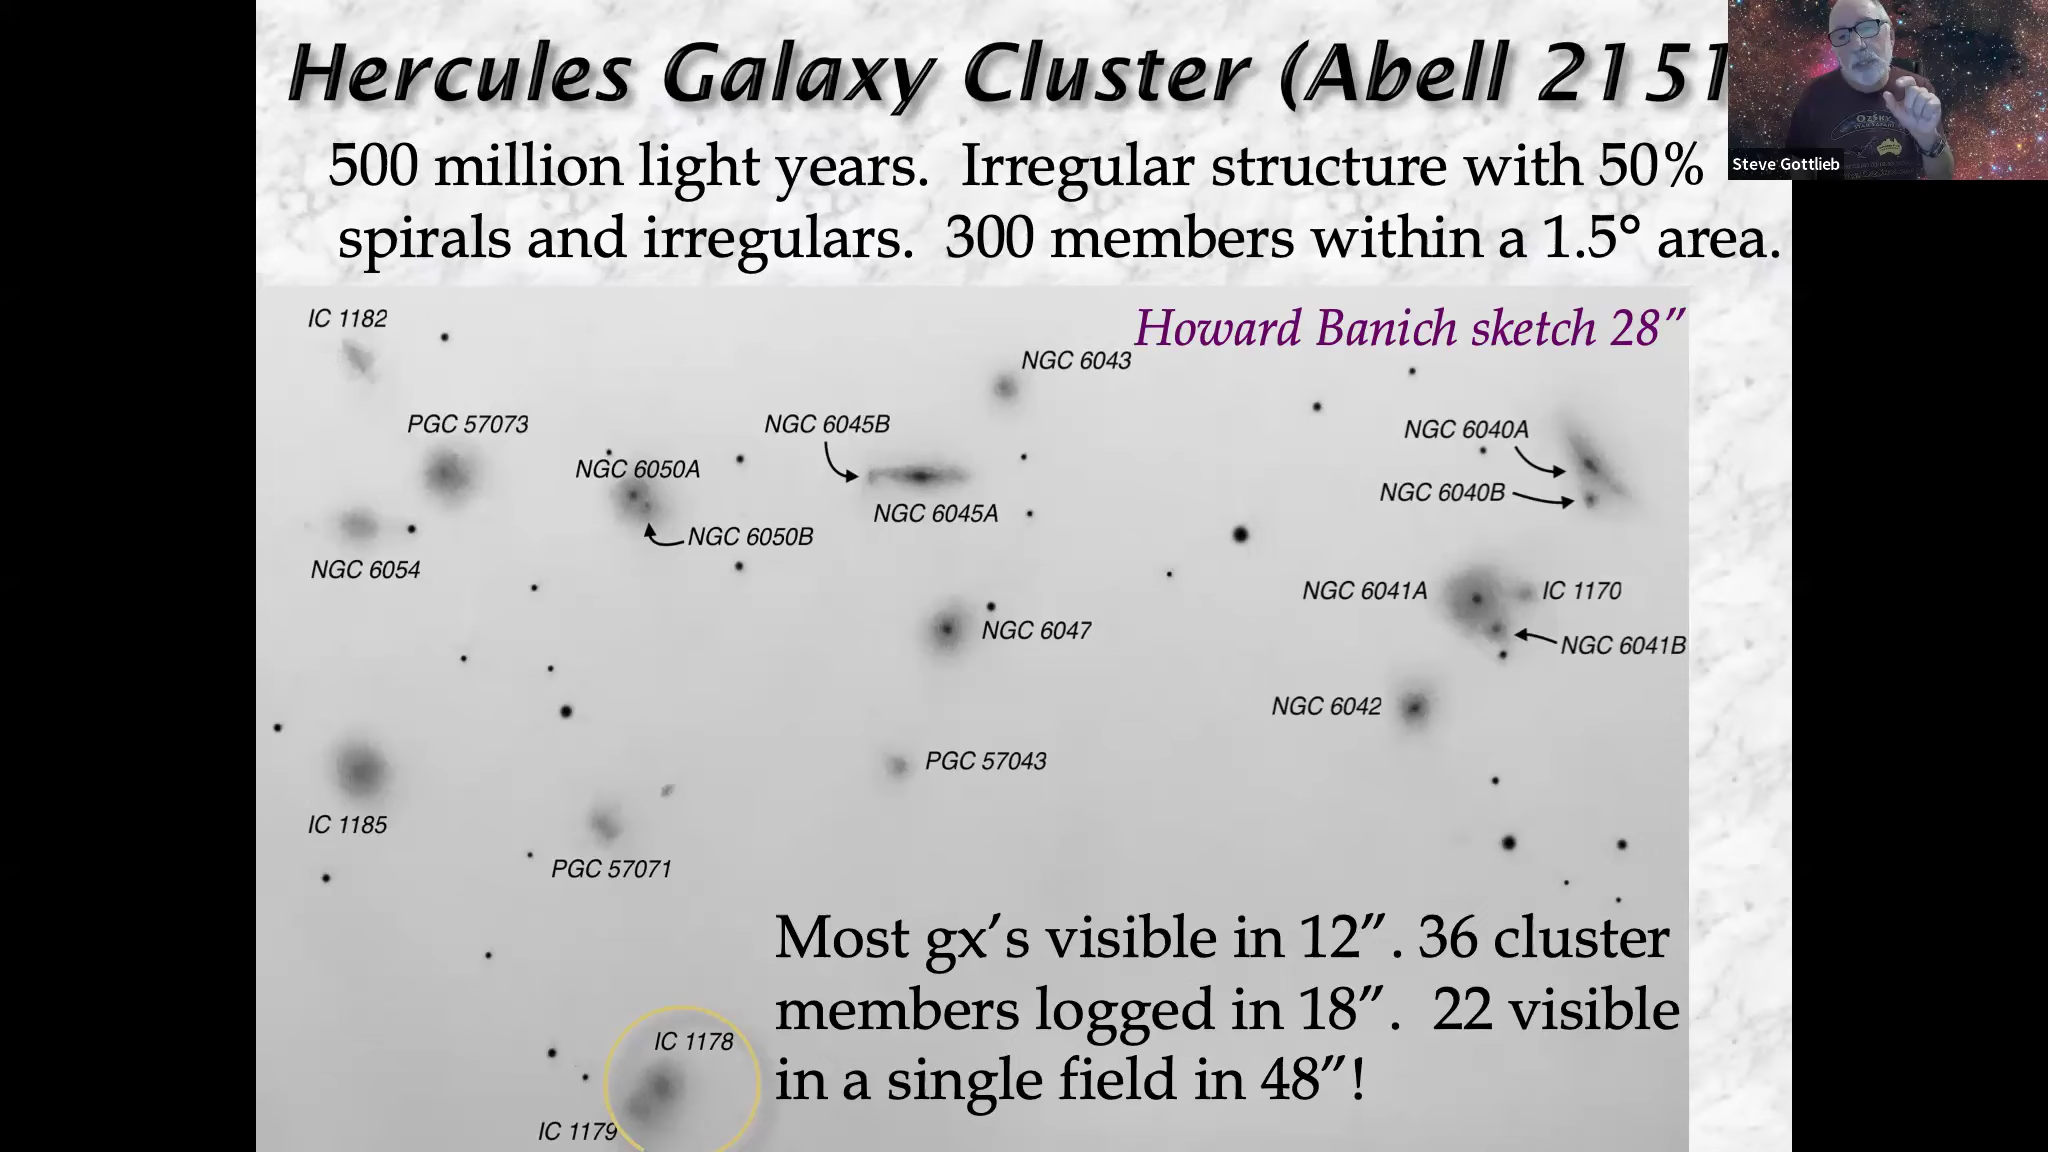 Hercules Galaxy Cluster (Abell 2151
500 million light years. Irregular structure with 50%
spirals and irregulars. 300 members within a 1.5° area.
OzSky
Steve Gottlieb
Howard Banich sketch 28″
IC 1182
NGC 6043
PGC 57073
NGC 6045B
NGC 6040A
NGC 6050A
NGC 6040B
NGC 6045A
NGC 6050B
NGC 6054
NGC 6041A
IC 1170
NGC 6047
NGC 6041B
NGC 6042
PGC 57043
IC 1185
PGC 57071
Most gx’s visible in 12″. 36 cluster
members logged in 18″. 22 visible
in a single field in 48″!
IC 1178
IC 1179